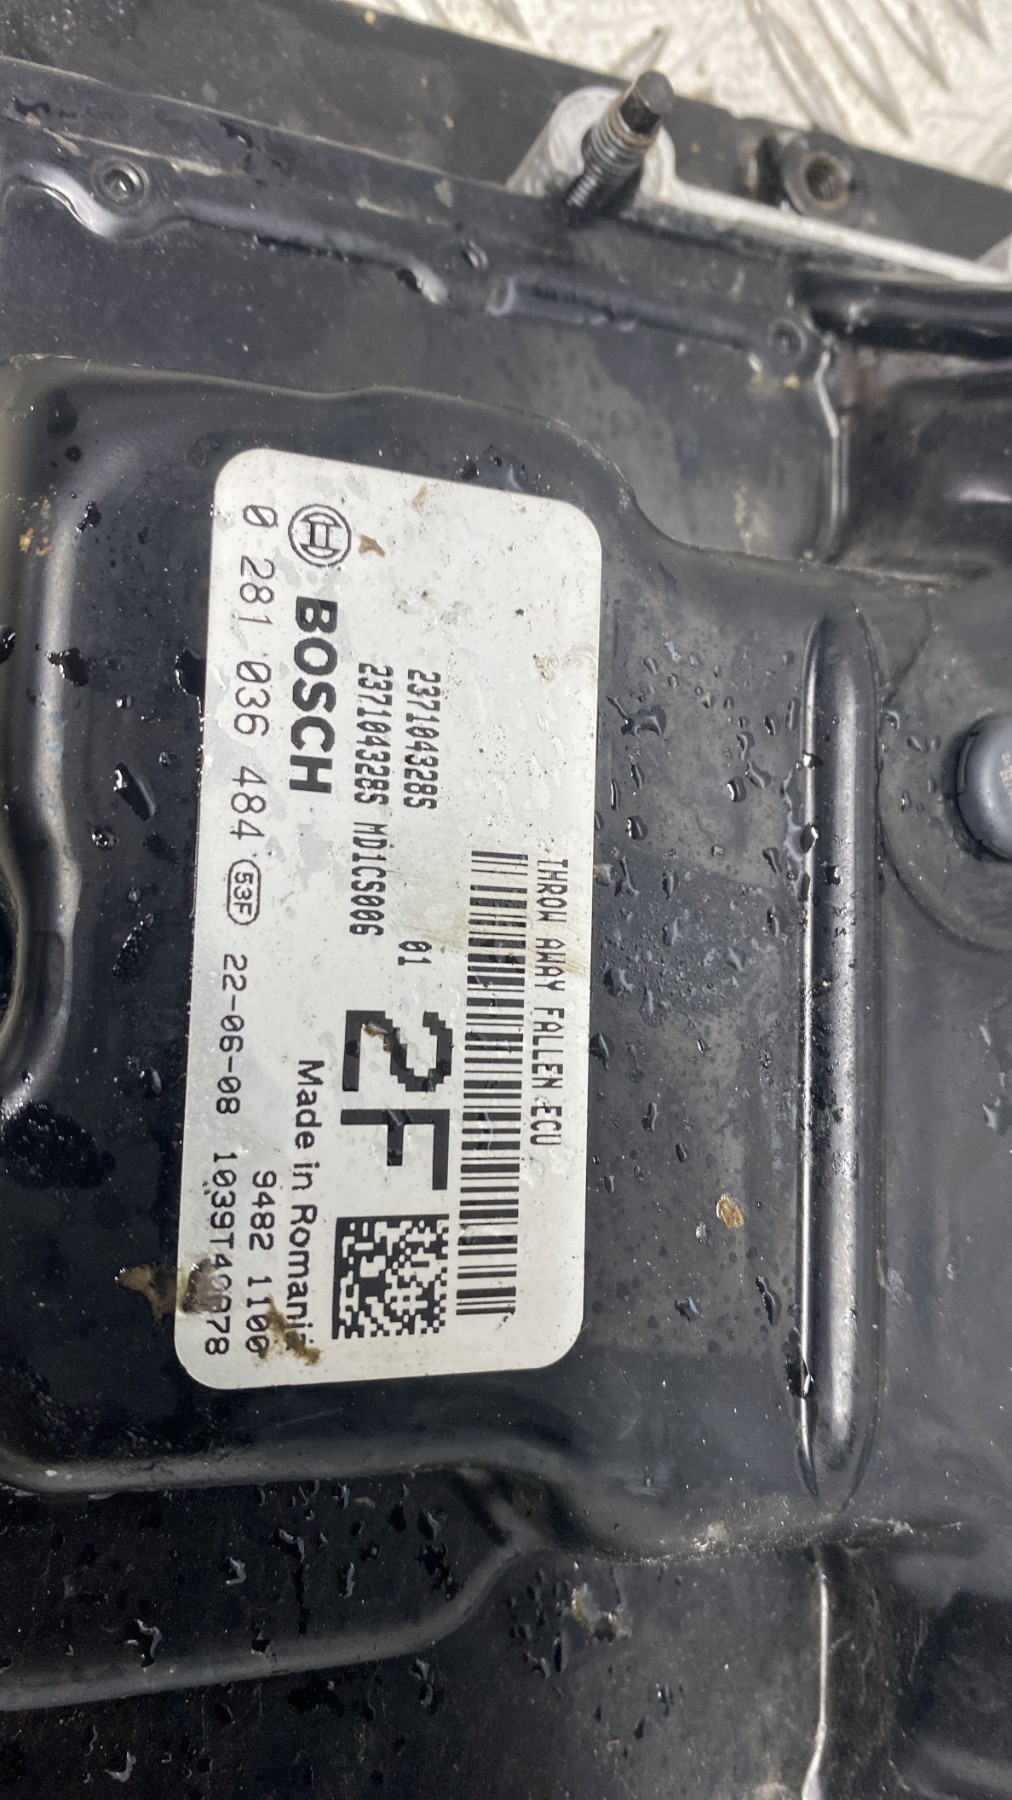 THROW AWAY FALLEN ECU
237104328S 01
237104328S MD1CS006
2F
BOSCH
Made in Romania
9482 1100
0 281 036 484 53F 22-06-08